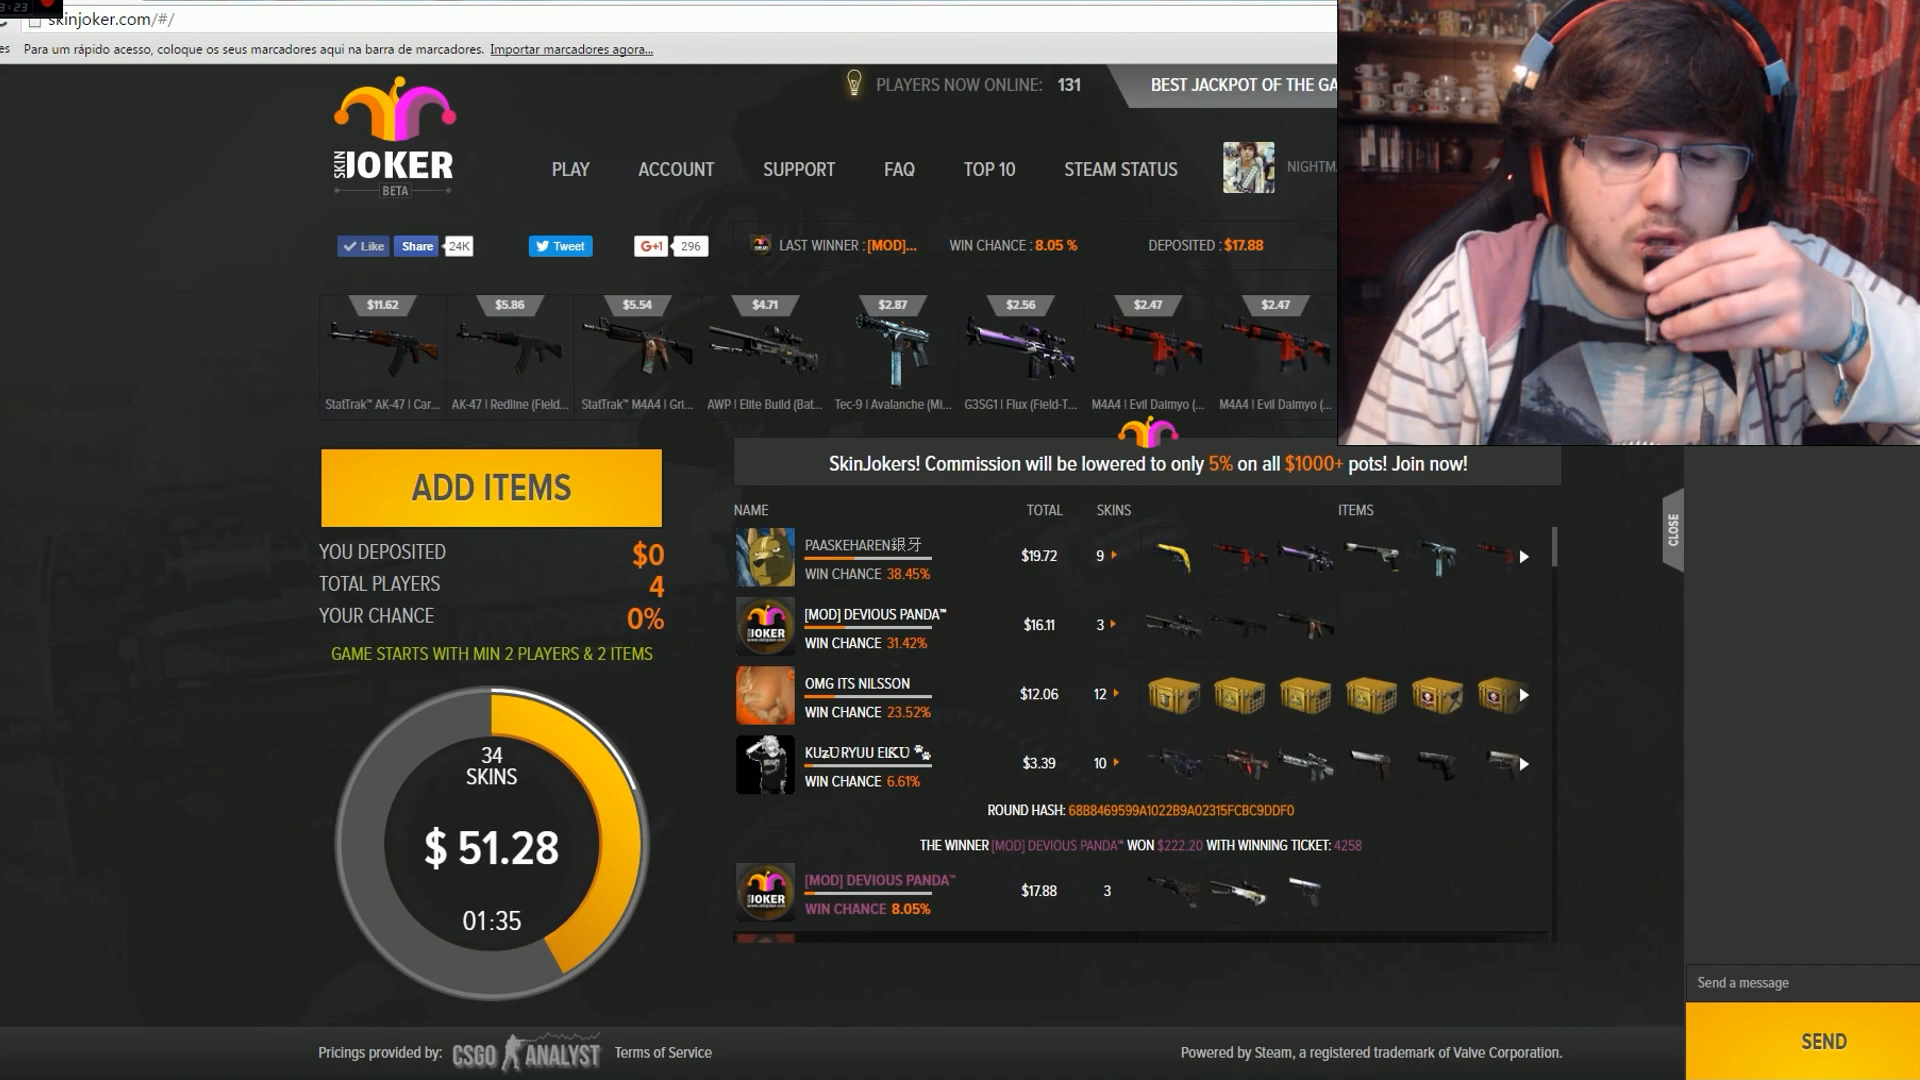 3:23
skinjoker.com/#/
es Para um rápido acesso, coloque os seus marcadores aqui na barra de marcadores. Importar marcadores agora...
SKIN JOKER
BETA
PLAYERS NOW ONLINE: 131
BEST JACKPOT OF THE GA
PLAY ACCOUNT SUPPORT FAQ TOP 10 STEAM STATUS
NIGHTM
Like Share 24K Tweet G+1 296
LAST WINNER : [MOD]... WIN CHANCE : 8.05 % DEPOSITED : $17.88
$11.62 $5.86 $5.54 $4.71 $2.87 $2.56 $2.47 $2.47
StatTrak™ AK-47 | Car... AK-47 | Redline (Field... StatTrak™ M4A4 | Gri... AWP | Elite Build (Bat... Tec-9 | Avalanche (Mi... G3SG1 | Flux (Field-T... M4A4 | Evil Daimyo (... M4A4 | Evil Daimyo (...
SkinJokers! Commission will be lowered to only 5% on all $1000+ pots! Join now!
ADD ITEMS
YOU DEPOSITED $0
TOTAL PLAYERS 4
YOUR CHANCE 0%
GAME STARTS WITH MIN 2 PLAYERS & 2 ITEMS
34
SKINS
$ 51.28
01:35
NAME TOTAL SKINS ITEMS
PAASKEHAREN銀牙
WIN CHANCE 38.45%
$19.72 9
[MOD] DEVIOUS PANDA™
WIN CHANCE 31.42%
$16.11 3
JOKER
OMG ITS NILSSON
WIN CHANCE 23.52%
$12.06 12
RYUU
WIN CHANCE 6.61%
$3.39 10
ROUND HASH: 68B8469599A1022B9A02315FCBC9DDF0
THE WINNER [MOD] DEVIOUS PANDA™ WON $222.20 WITH WINNING TICKET: 4258
[MOD] DEVIOUS PANDA™
WIN CHANCE 8.05%
$17.88 3
JOKER
CLOSE
Send a message
SEND
Pricings provided by: CSGO ANALYST Terms of Service
Powered by Steam, a registered trademark of Valve Corporation.